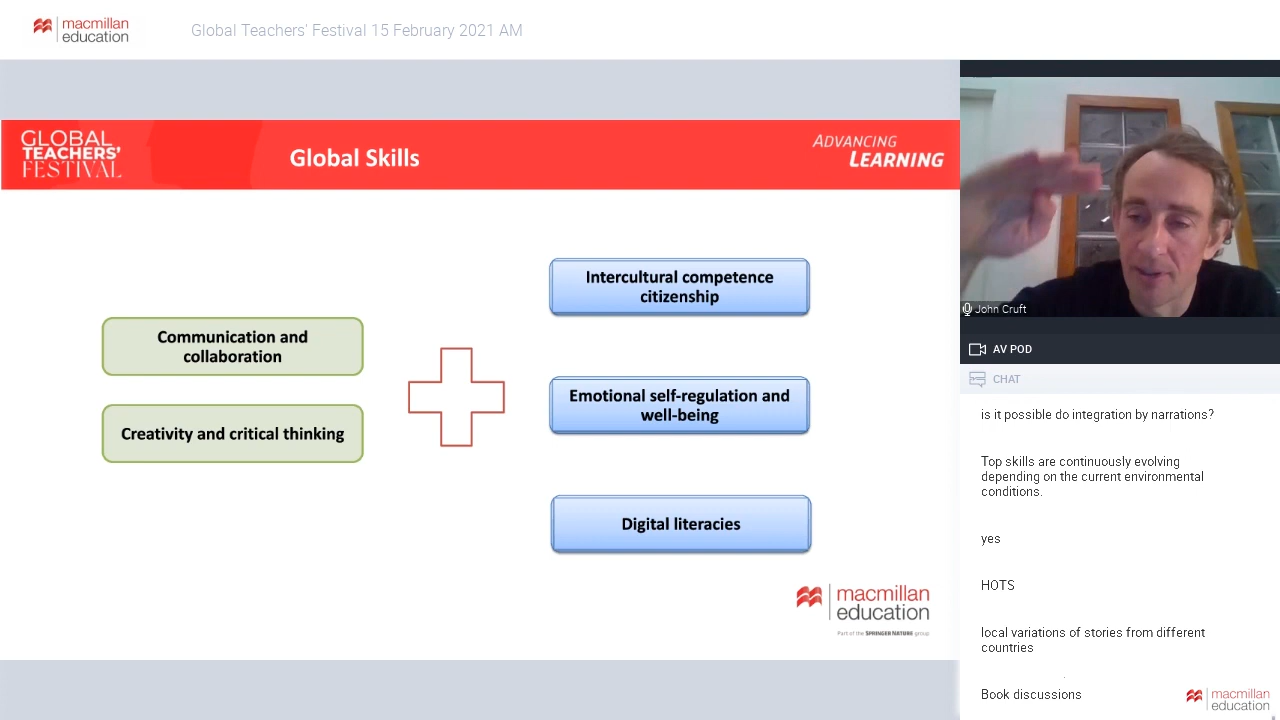 macmillan
education
Global Teachers' Festival 15 February 2021 AM
GLOBAL
TEACHERS'
FESTIVAL
Global Skills
ADVANCING
LEARNING
Communication and
collaboration
Creativity and critical thinking
Intercultural competence
citizenship
Emotional self-regulation and
well-being
Digital literacies
macmillan
education
Part of the SPRINGER NATURE group
John Cruft
AV POD
CHAT
is it possible do integration by narrations?
Top skills are continuously evolving
depending on the current environmental
conditions.
yes
HOTS
local variations of stories from different
countries
Book discussions
macmillan
education